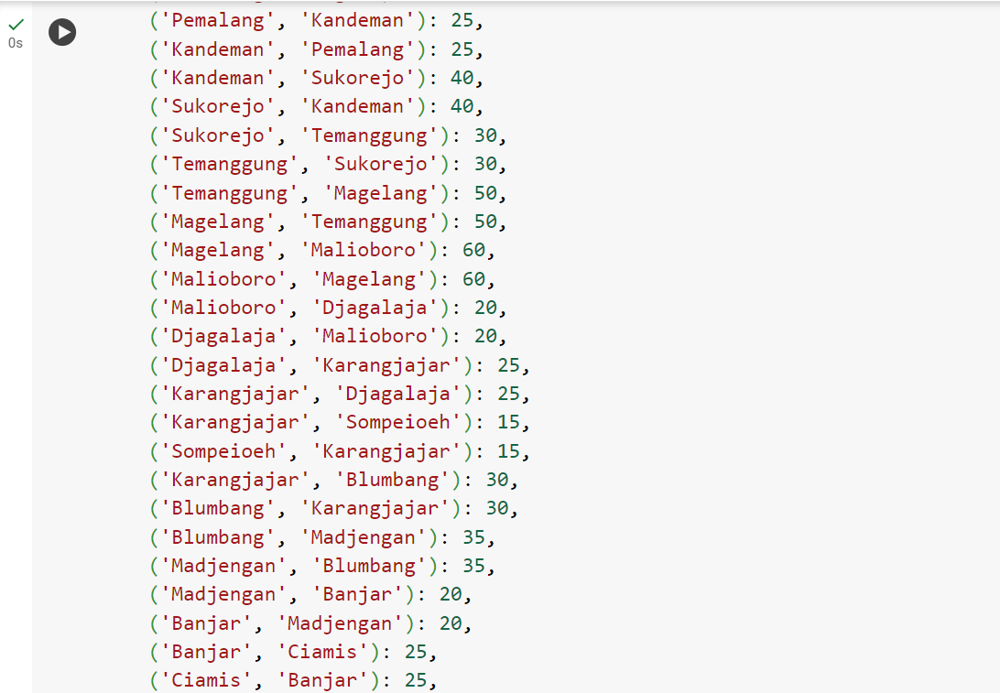 ('Pemalang', 'Kandeman'): 25,
('Kandeman', 'Pemalang'): 25,
('Kandeman', 'Sukorejo'): 40,
('Sukorejo', 'Kandeman'): 40,
('Sukorejo', 'Temanggung'): 30,
('Temanggung', 'Sukorejo'): 30,
('Temanggung', 'Magelang'): 50,
('Magelang', 'Temanggung'): 50,
('Magelang', 'Malioboro'): 60,
('Malioboro', 'Magelang'): 60,
('Malioboro', 'Djagalaja'): 20,
('Djagalaja', 'Malioboro'): 20,
('Djagalaja', 'Karangjajar'): 25,
('Karangjajar', 'Djagalaja'): 25,
('Karangjajar', 'Sompeioeh'): 15,
('Sompeioeh', 'Karangjajar'): 15,
('Karangjajar', 'Blumbang'): 30,
('Blumbang', 'Karangjajar'): 30,
('Blumbang', 'Madjengan'): 35,
('Madjengan', 'Blumbang'): 35,
('Madjengan', 'Banjar'): 20,
('Banjar', 'Madjengan'): 20,
('Banjar', 'Ciamis'): 25,
('Ciamis', 'Banjar'): 25,
0s